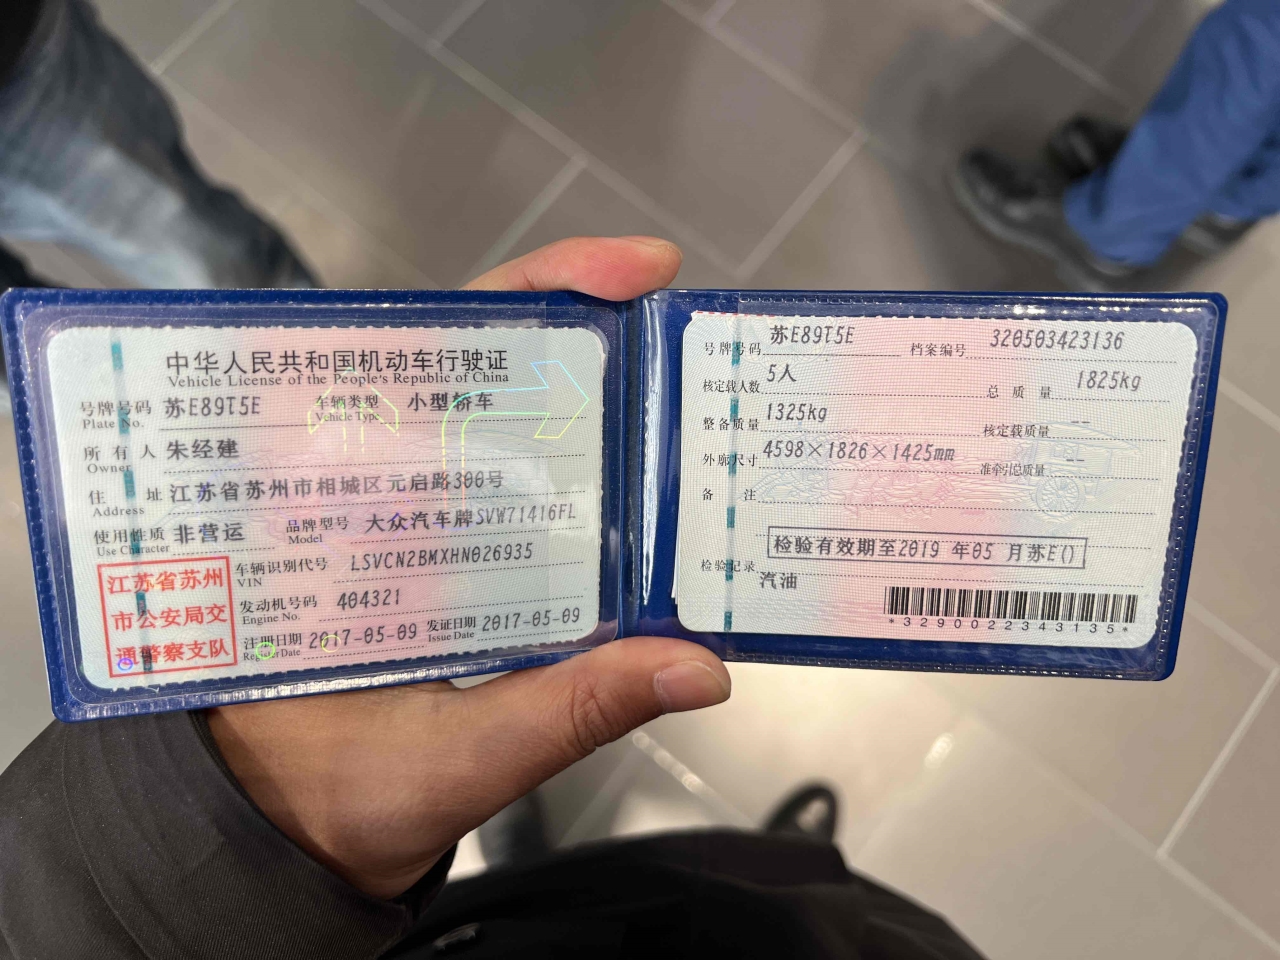 中华人民共和国机动车行驶证
Vehicle License of the People's Republic of China
号牌号码 苏E89T5E 车辆类型 小型轿车
Plate No. Vehicle Type
所有人 朱经建
Owner
住址 江苏省苏州市相城区元启路300号
Address
使用性质 非营运 品牌型号 大众汽车牌SVW71416FL
Use Character Model
江苏省苏州
市公安局交
通警察支队
车辆识别代号 LSVCN2BMXHN026935
VIN
发动机号码 404321
Engine No.
注册日期 2017-05-09 发证日期 2017-05-09
Register Date Issue Date
号牌号码 苏E89T5E 档案编号 320503423136
核定载人数 5人 总质量 1825kg
整备质量 1325kg 核定载质量 --
外廓尺寸 4598×1826×1425mm 准牵引总质量 --
备注
检验有效期至2019 年05 月苏E()
检验记录
汽油
*3290022343135*